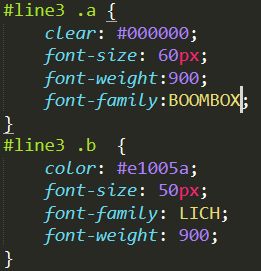 #line3 .a {
    clear: #000000;
    font-size: 60px;
    font-weight:900;
    font-family:BOOMBOX;
}
#line3 .b  {
    color: #e1005a;
    font-size: 50px;
    font-family: LICH;
    font-weight: 900;
}